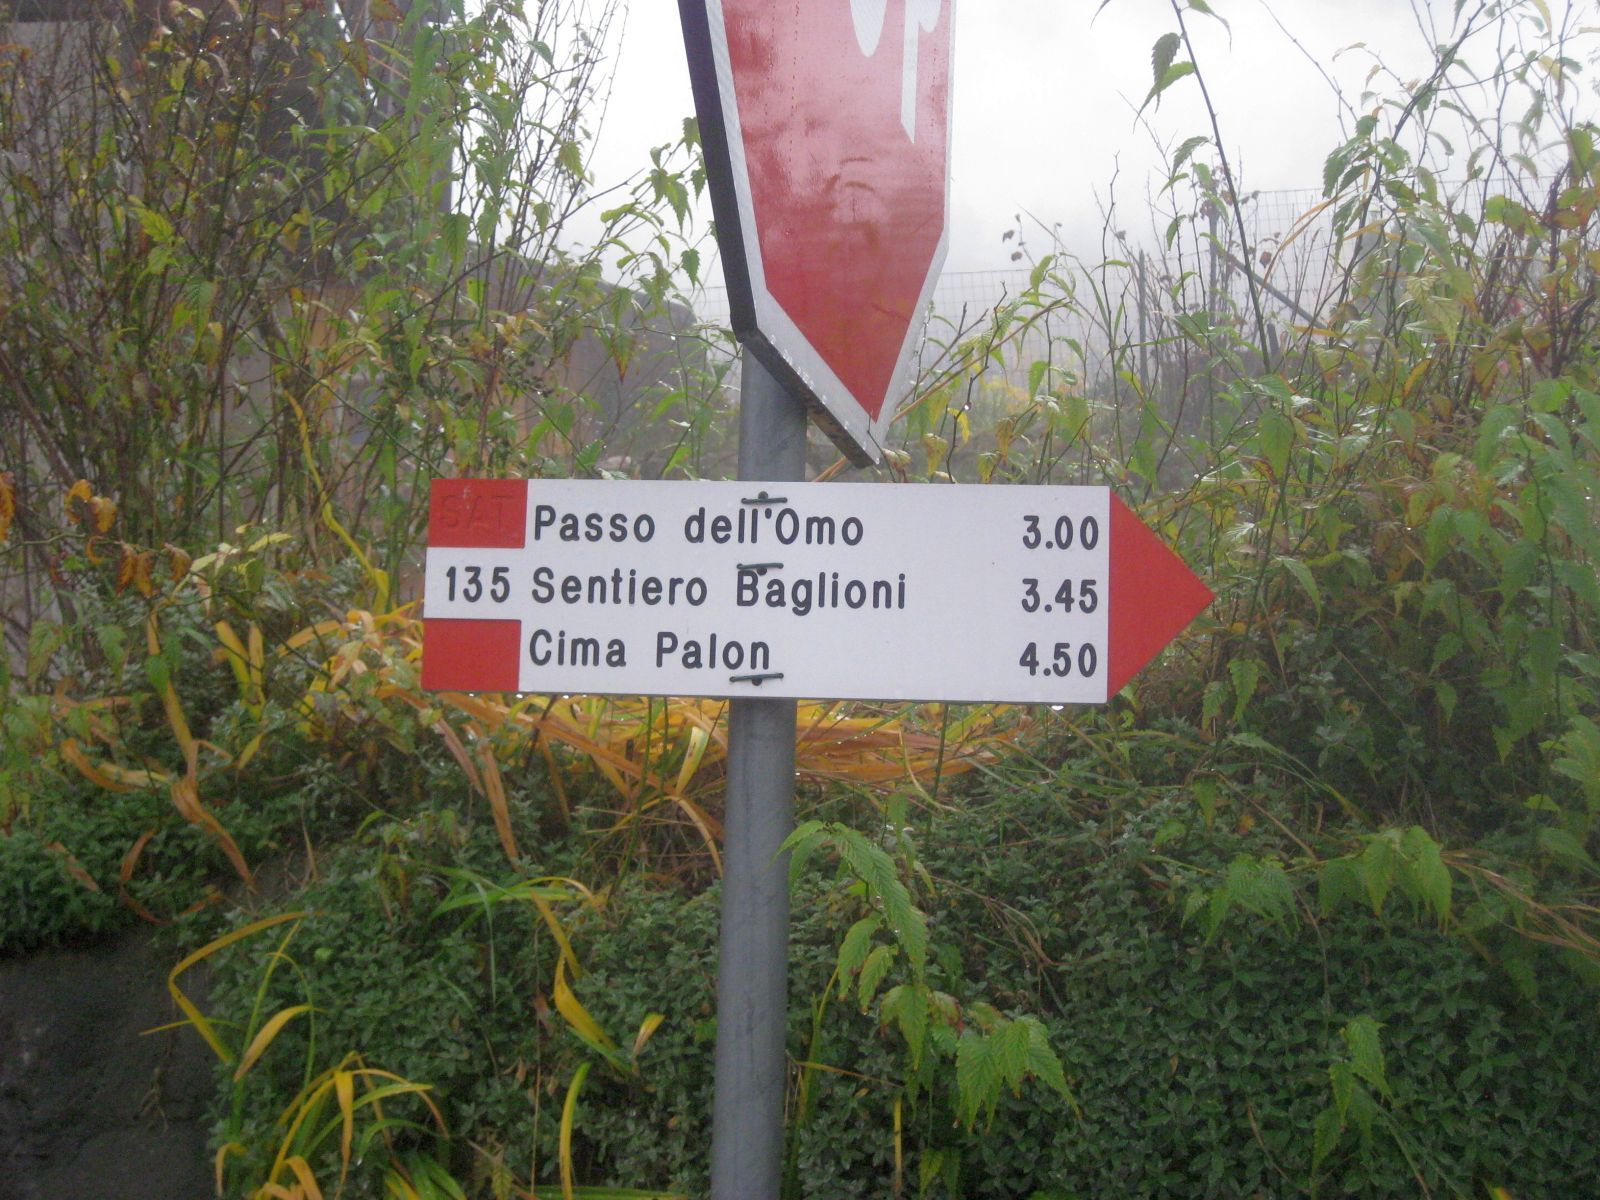 SAT Passo dell'Omo 3.00
135 Sentiero Baglioni 3.45
Cima Palon 4.50